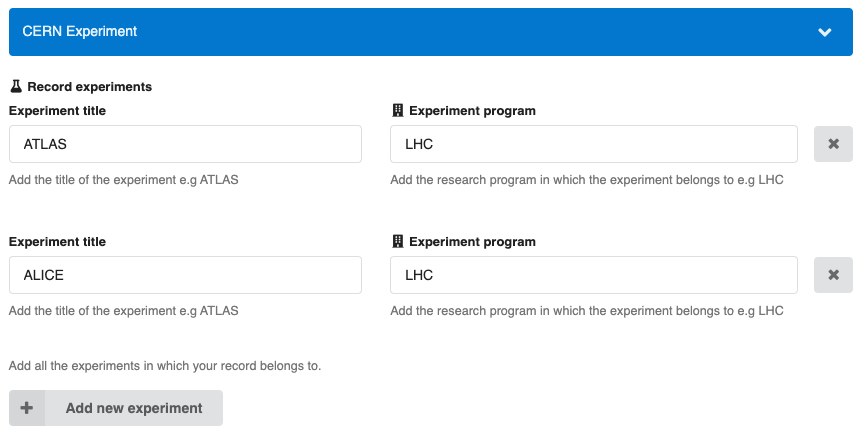 CERN Experiment
Record experiments
Experiment title
Experiment program
ATLAS
LHC
Add the title of the experiment e.g ATLAS
Add the research program in which the experiment belongs to e.g LHC
Experiment title
Experiment program
ALICE
LHC
Add the title of the experiment e.g ATLAS
Add the research program in which the experiment belongs to e.g LHC
Add all the experiments in which your record belongs to.
Add new experiment